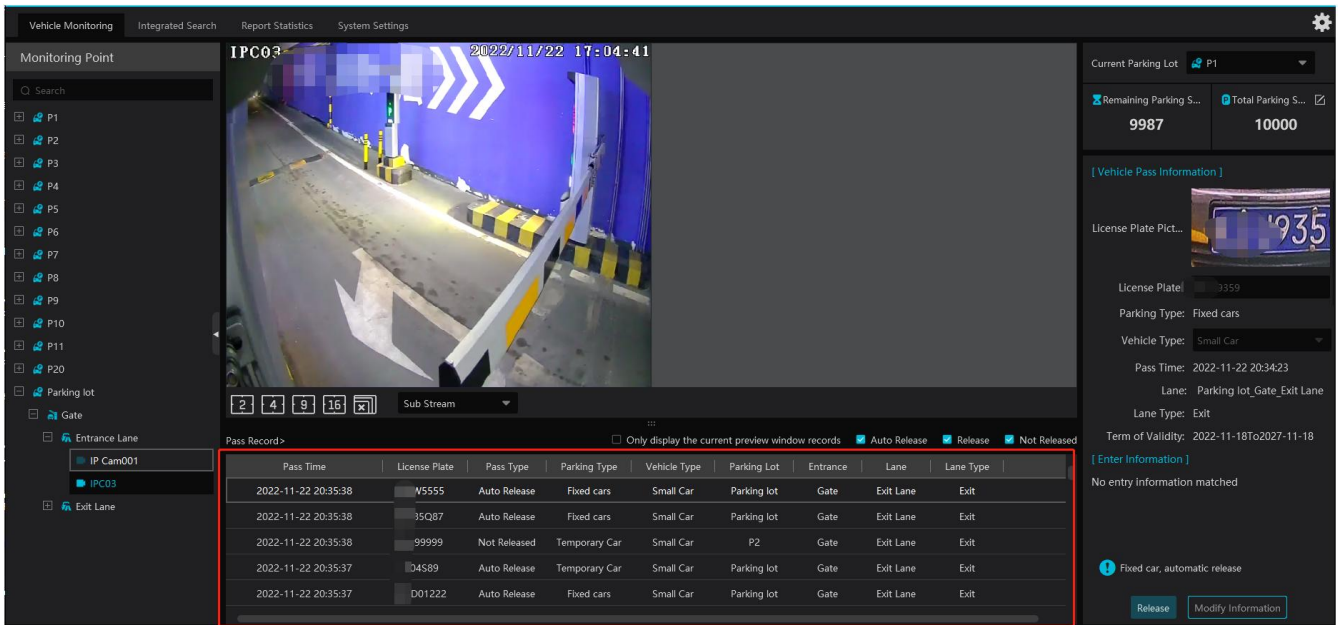 Vehicle Monitoring Integrated Search Report Statistics System Settings
Monitoring Point
Search
P1
P2
P3
P4
P5
P6
P7
P8
P9
P10
P11
P20
Parking lot
Gate
Entrance Lane
IP Cam001
IPC03
Exit Lane
IPC03 2022/11/22 17:04:41
2 4 9 16 Sub Stream
Pass Record> Only display the current preview window records Auto Release Release Not Released
Pass Time License Plate Pass Type Parking Type Vehicle Type Parking Lot Entrance Lane Lane Type
2022-11-22 20:35:38 W5555 Auto Release Fixed cars Small Car Parking lot Gate Exit Lane Exit
2022-11-22 20:35:38 35Q87 Auto Release Fixed cars Small Car Parking lot Gate Exit Lane Exit
2022-11-22 20:35:38 99999 Not Released Temporary Car Small Car P2 Gate Exit Lane Exit
2022-11-22 20:35:37 04S89 Auto Release Temporary Car Small Car Parking lot Gate Exit Lane Exit
2022-11-22 20:35:37 D01222 Auto Release Fixed cars Small Car Parking lot Gate Exit Lane Exit
Current Parking Lot P1
Remaining Parking S... Total Parking S...
9987 10000
[ Vehicle Pass Information ]
License Plate Pict... 935
License Plate 9359
Parking Type: Fixed cars
Vehicle Type: Small Car
Pass Time: 2022-11-22 20:34:23
Lane: Parking lot_Gate_Exit Lane
Lane Type: Exit
Term of Validity: 2022-11-18To2027-11-18
[ Enter Information ]
No entry information matched
Fixed car, automatic release
Release Modify Information